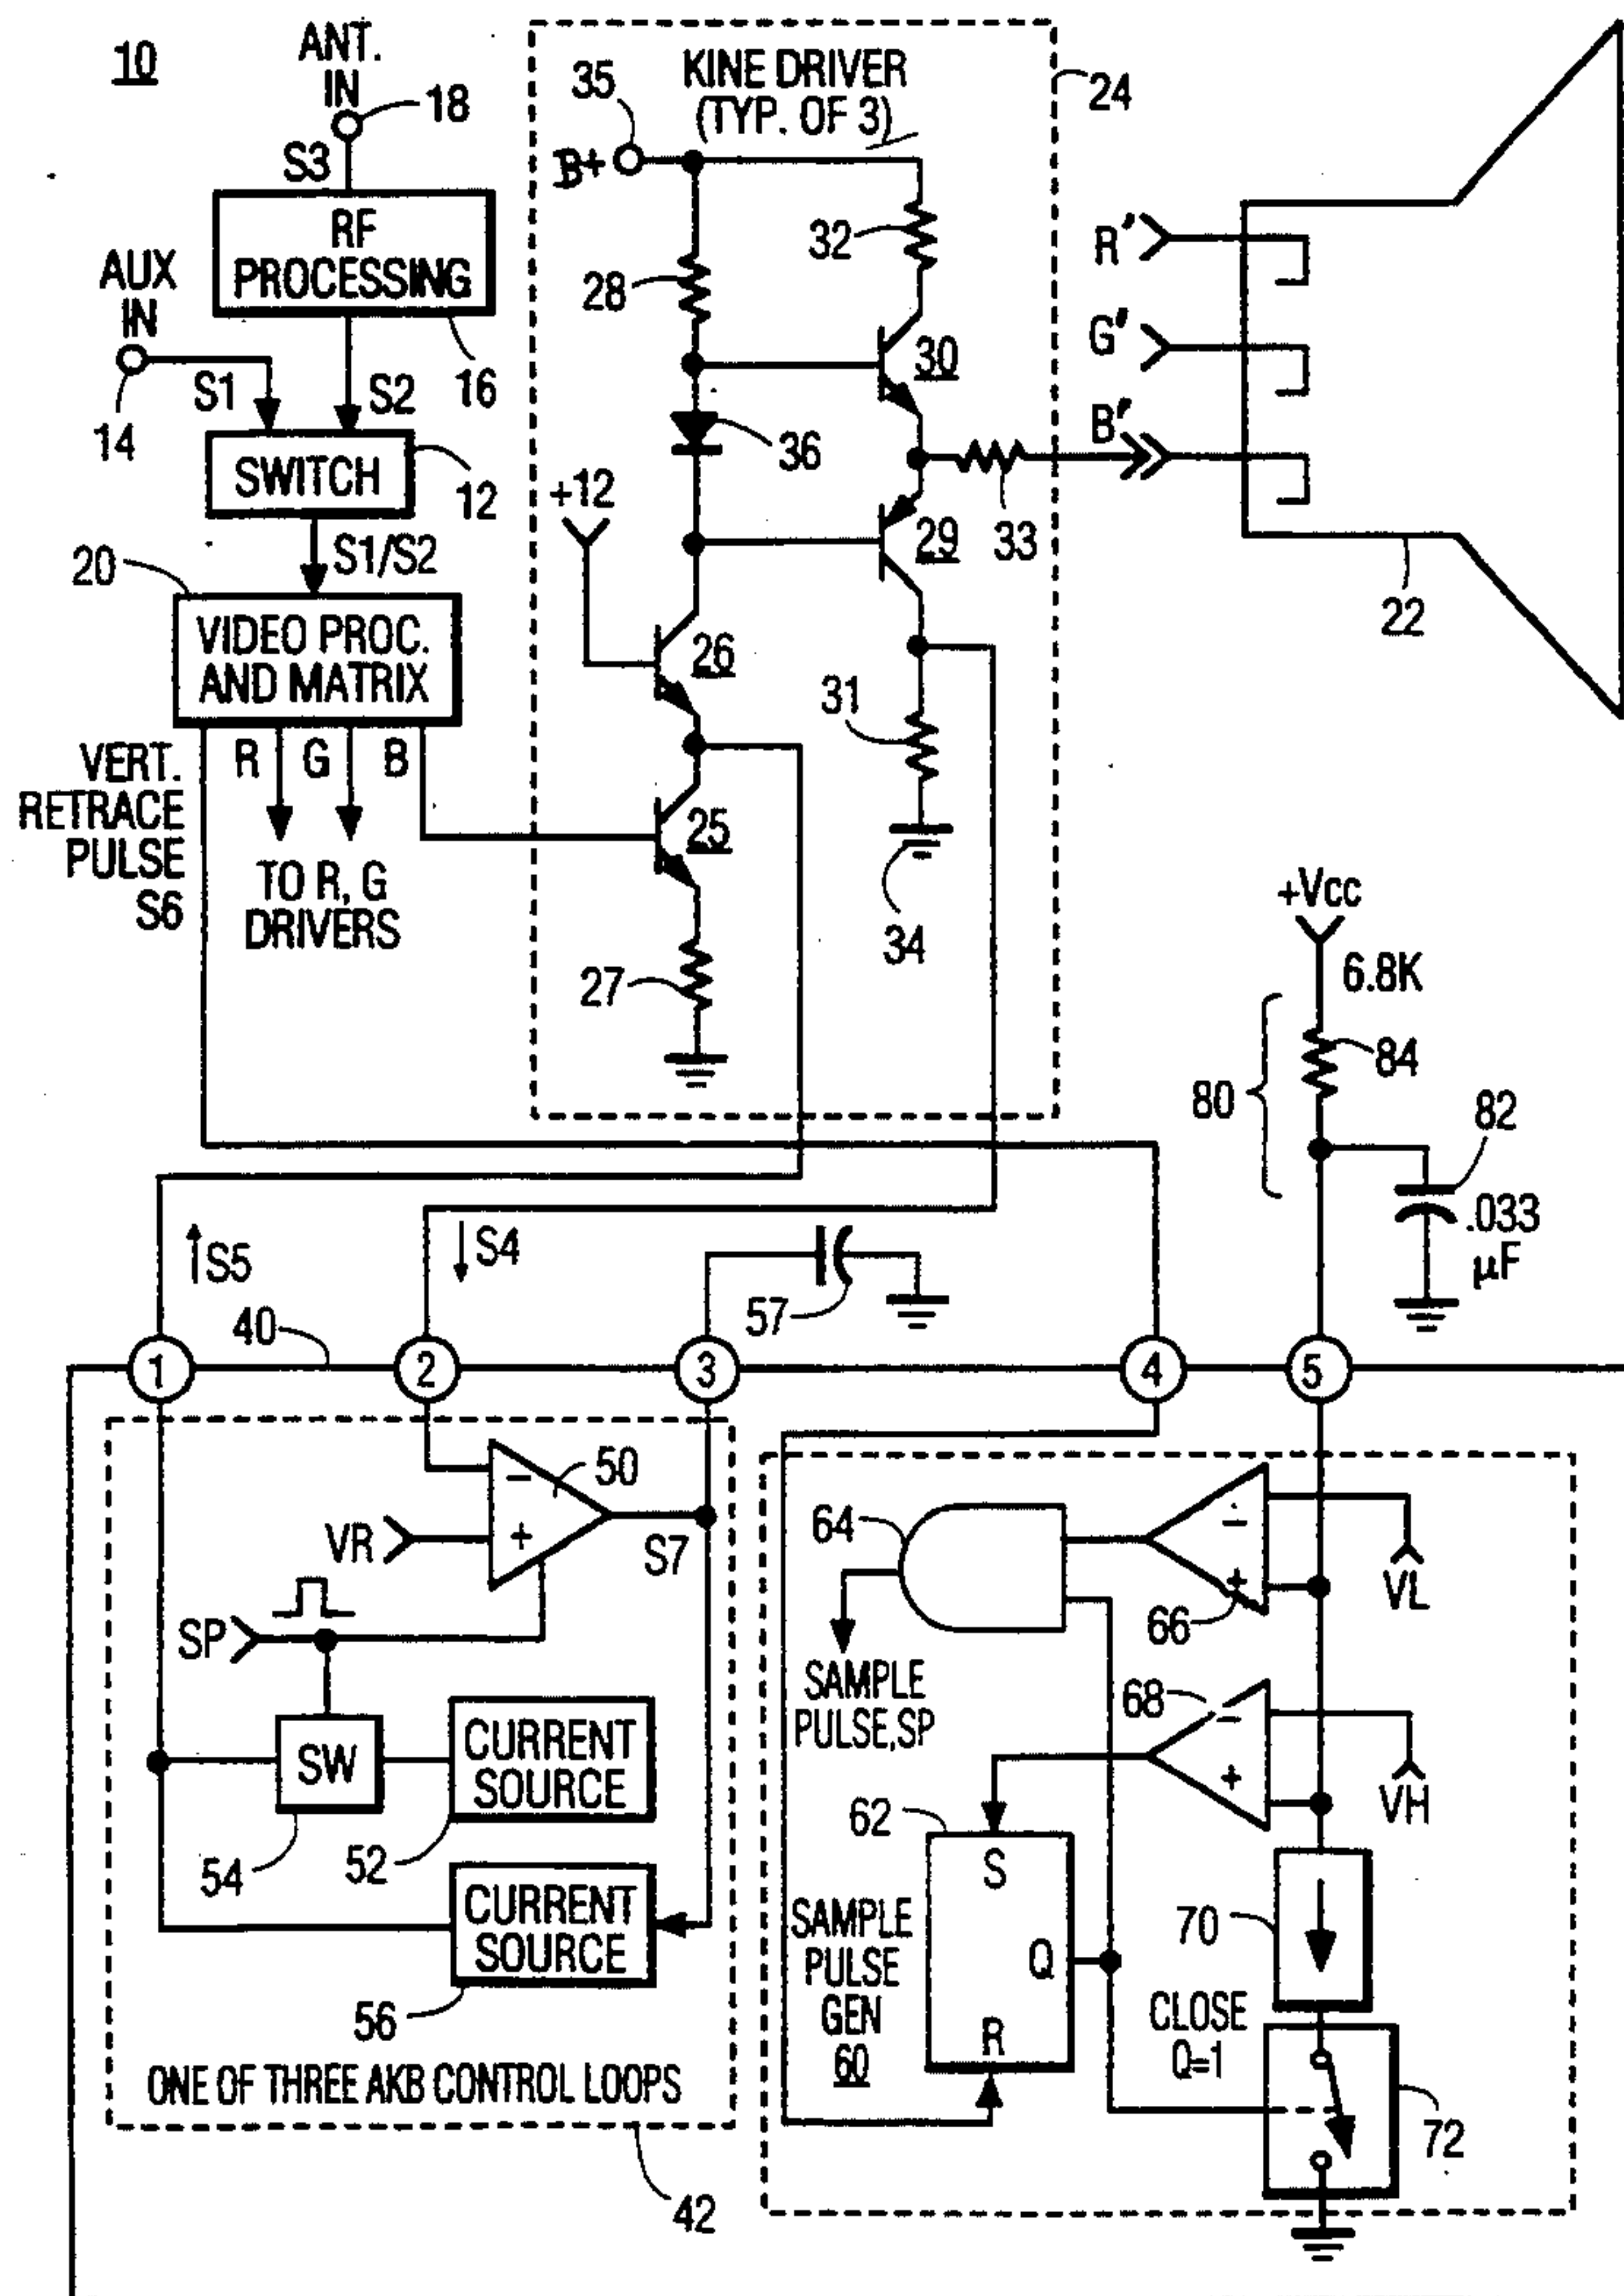 10
ANT.
IN
18
S3
RF
PROCESSING
16
AUX
IN
14
S1
S2
SWITCH
12
S1/S2
20
VIDEO PROC.
AND MATRIX
VERT.
RETRACE
PULSE
S6
R
G
B
TO R, G
DRIVERS
KINE DRIVER
(TYP. OF 3)
24
35
B+
28
32
30
36
+12
29
33
26
31
25
34
27
R'
G'
B'
22
+Vcc
6.8K
84
80
82
.033
μF
S5
S4
57
40
1
2
3
4
5
-
50
VR
+
S7
SP
SW
CURRENT
SOURCE
54
52
CURRENT
SOURCE
56
ONE OF THREE AKB CONTROL LOOPS
42
64
-
+
66
VL
SAMPLE
PULSE,SP
68
-
+
VH
62
S
Q
R
SAMPLE
PULSE
GEN
60
70
CLOSE
Q=1
72